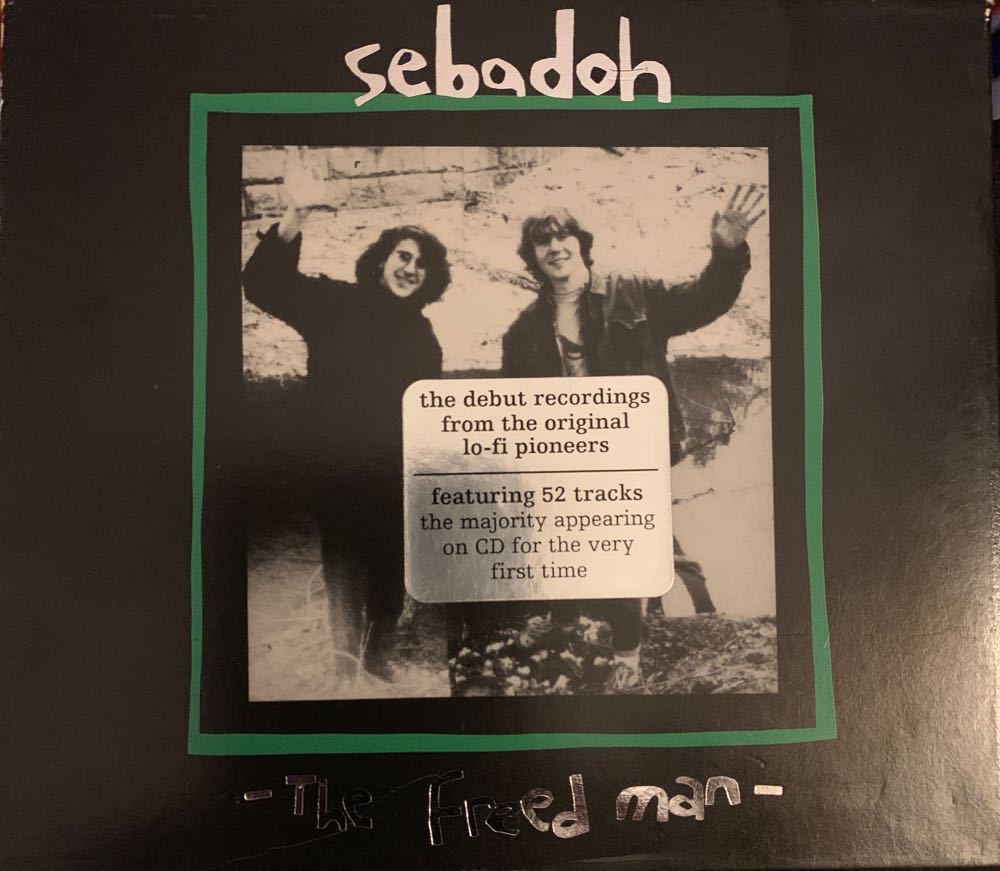 sebadoh
the debut recordings
from the original
lo-fi pioneers
featuring 52 tracks
the majority appearing
on CD for the very
first time
- The Freed man -